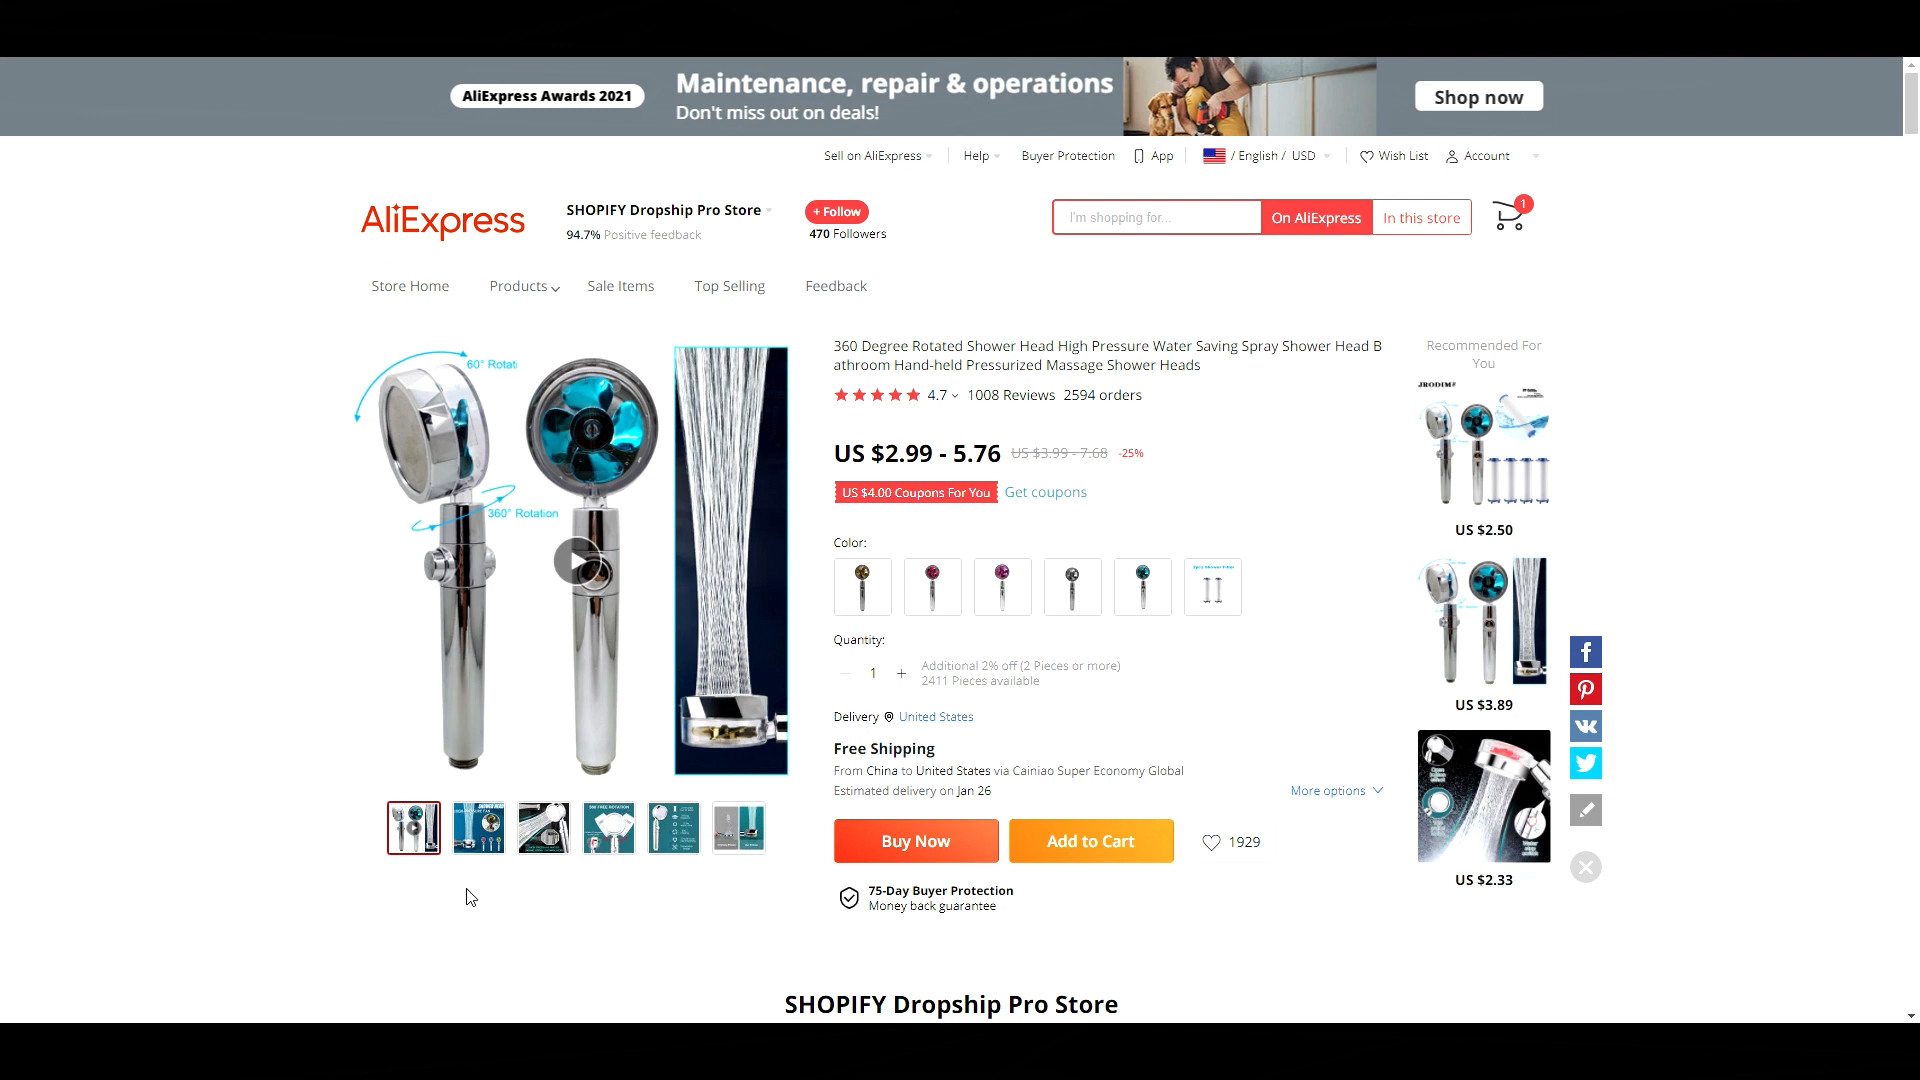 AliExpress Awards 2021
Maintenance, repair & operations
Don't miss out on deals!
Shop now
Sell on AliExpress
Help
Buyer Protection
App
/ English / USD
Wish List
Account
AliExpress
SHOPIFY Dropship Pro Store
94.7% Positive feedback
+ Follow
470 Followers
I'm shopping for...
On AliExpress
In this store
1
Store Home
Products
Sale Items
Top Selling
Feedback
60° Rotati
360° Rotation
360 Degree Rotated Shower Head High Pressure Water Saving Spray Shower Head B
athroom Hand-held Pressurized Massage Shower Heads
4.7
1008 Reviews
2594 orders
US $2.99 - 5.76
US $3.99 - 7.68
-25%
US $4.00 Coupons For You
Get coupons
Color:
Quantity:
1
+
Additional 2% off (2 Pieces or more)
2411 Pieces available
Delivery
United States
Free Shipping
From China to United States via Cainiao Super Economy Global
Estimated delivery on Jan 26
More options
Buy Now
Add to Cart
1929
75-Day Buyer Protection
Money back guarantee
Recommended For
You
JRODIM#
US $2.50
US $3.89
US $2.33
SHOPIFY Dropship Pro Store